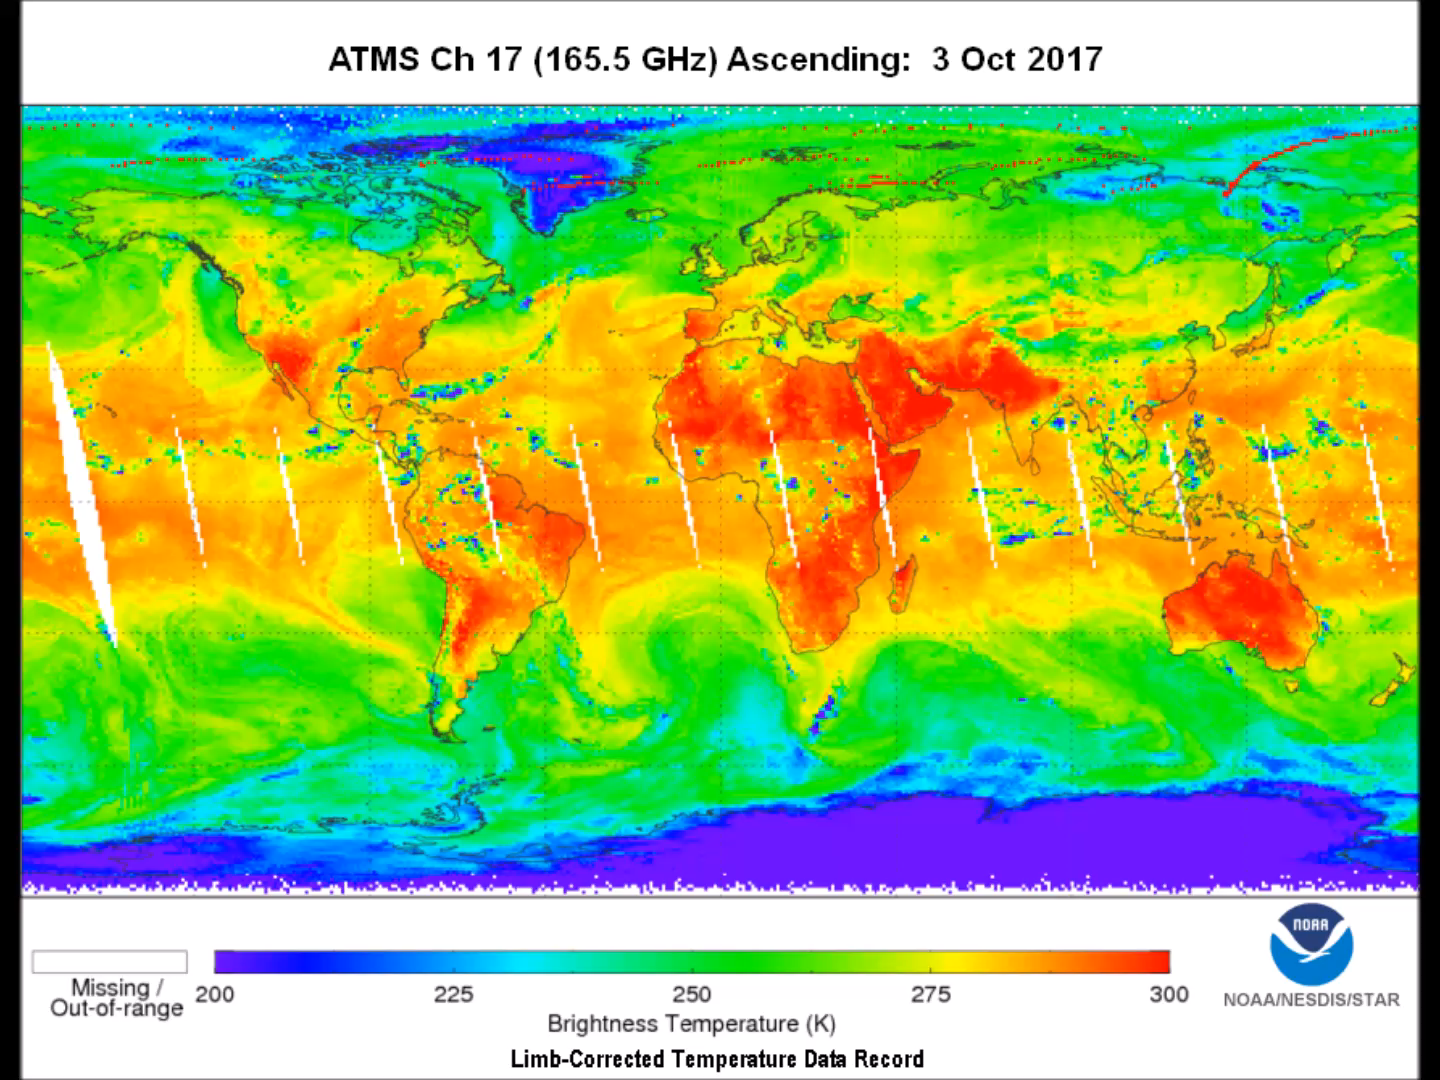 ATMS Ch 17 (165.5 GHz) Ascending: 3 Oct 2017
NOAA
Missing /
Out-of-range
200 225 250 275 300
NOAA/NESDIS/STAR
Brightness Temperature (K)
Limb-Corrected Temperature Data Record